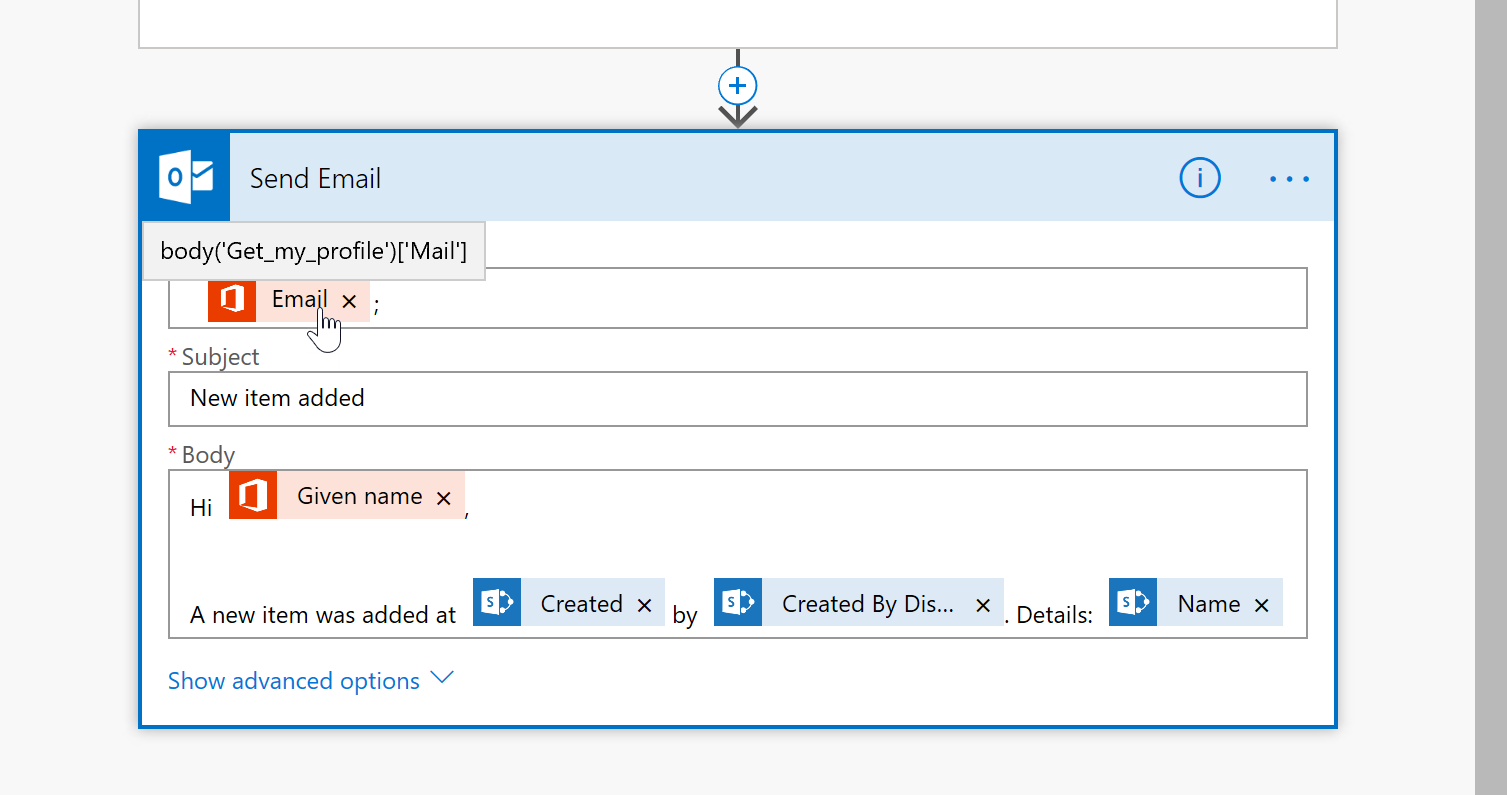 Send Email
body('Get_my_profile')['Mail']
Email ;
* Subject
New item added
* Body
Hi Given name ,
A new item was added at Created by Created By Dis... . Details: Name
Show advanced options